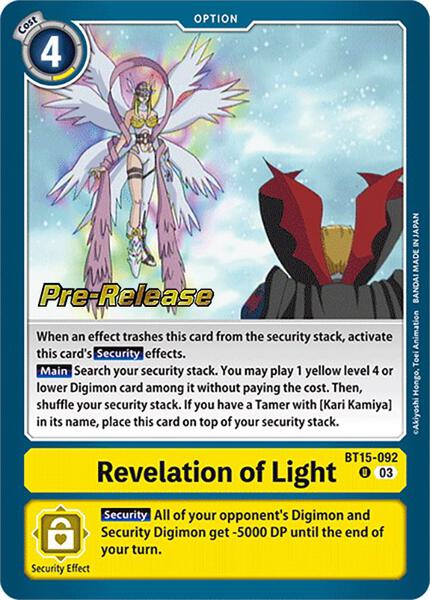 OPTION
Cost
4
Pre-Release
©Akiyoshi Hongo, Toei Animation BANDAI MADE IN JAPAN
When an effect trashes this card from the security stack, activate
this card's Security effects.
Main Search your security stack. You may play 1 yellow level 4 or
lower Digimon card among it without paying the cost. Then,
shuffle your security stack. If you have a Tamer with [Kari Kamiya]
in its name, place this card on top of your security stack.
BT15-092
Revelation of Light U 03
Security All of your opponent's Digimon and
Security Digimon get -5000 DP until the end of
your turn.
Security Effect